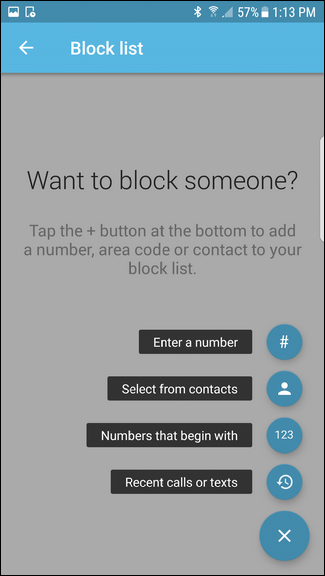 57% 1:13 PM
Block list
Want to block someone?
Tap the + button at the bottom to add
a number, area code or contact to your
block list.
Enter a number #
Select from contacts
Numbers that begin with 123
Recent calls or texts